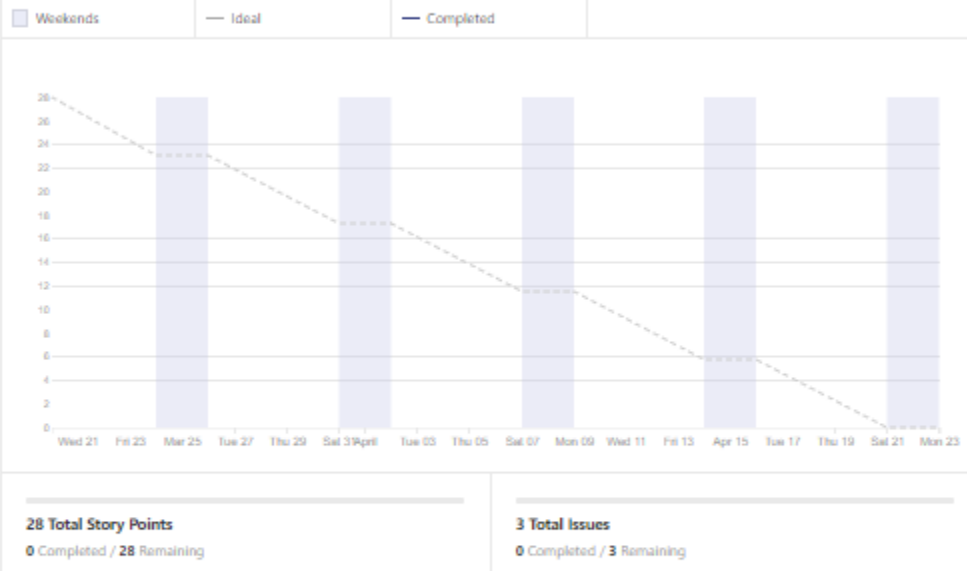 Weekends
Ideal
Completed
28
26
24
22
20
18
16
14
12
10
8
6
4
2
0
Wed 21 Fri 23 Mar 25 Tue 27 Thu 29 Sat 31 April Tue 03 Thu 05 Sat 07 Mon 09 Wed 11 Fri 13 Apr 15 Tue 17 Thu 19 Sat 21 Mon 23
28 Total Story Points
0 Completed / 28 Remaining
3 Total Issues
0 Completed / 3 Remaining